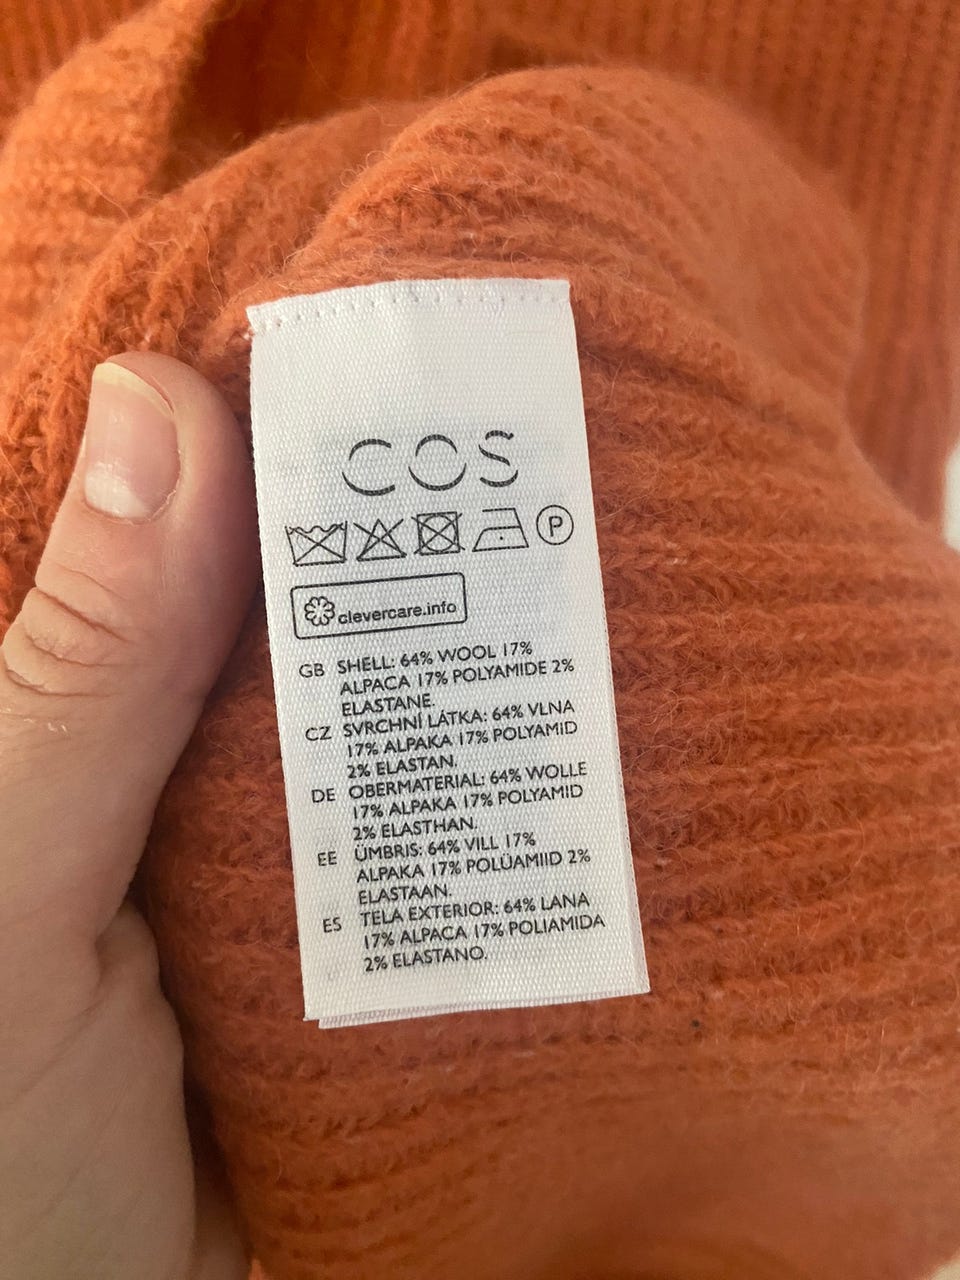 COS
P
clevercare.info
GB SHELL: 64% WOOL 17%
ALPACA 17% POLYAMIDE 2%
ELASTANE.
CZ SVRCHNÍ LÁTKA: 64% VLNA
17% ALPAKA 17% POLYAMID
2% ELASTAN.
DE OBERMATERIAL: 64% WOLLE
17% ALPAKA 17% POLYAMID
2% ELASTHAN.
EE ÜMBRIS: 64% VILL 17%
ALPAKA 17% POLÜAMIID 2%
ELASTAAN.
ES TELA EXTERIOR: 64% LANA
17% ALPACA 17% POLIAMIDA
2% ELASTANO.